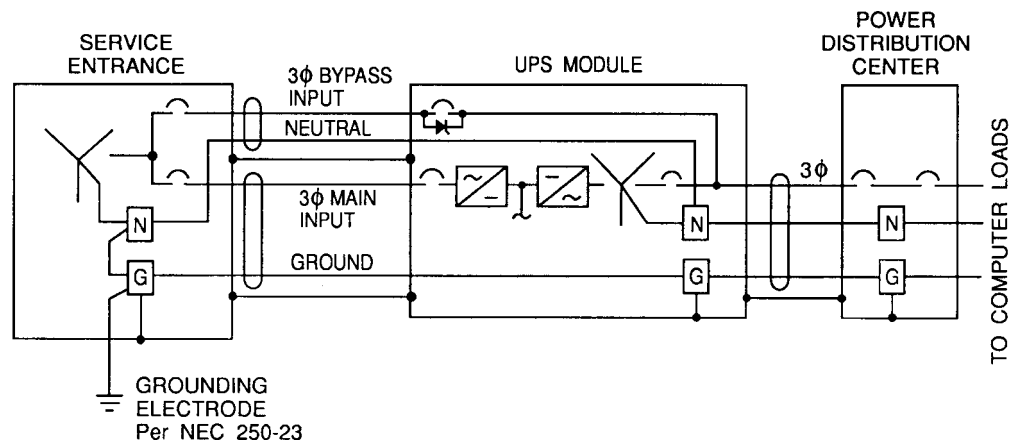 SERVICE
ENTRANCE
3ϕ BYPASS
INPUT
NEUTRAL
UPS MODULE
POWER
DISTRIBUTION
CENTER
3ϕ MAIN
INPUT
3ϕ
N
N
N
GROUND
G
G
G
TO COMPUTER LOADS
GROUNDING
ELECTRODE
Per NEC 250-23